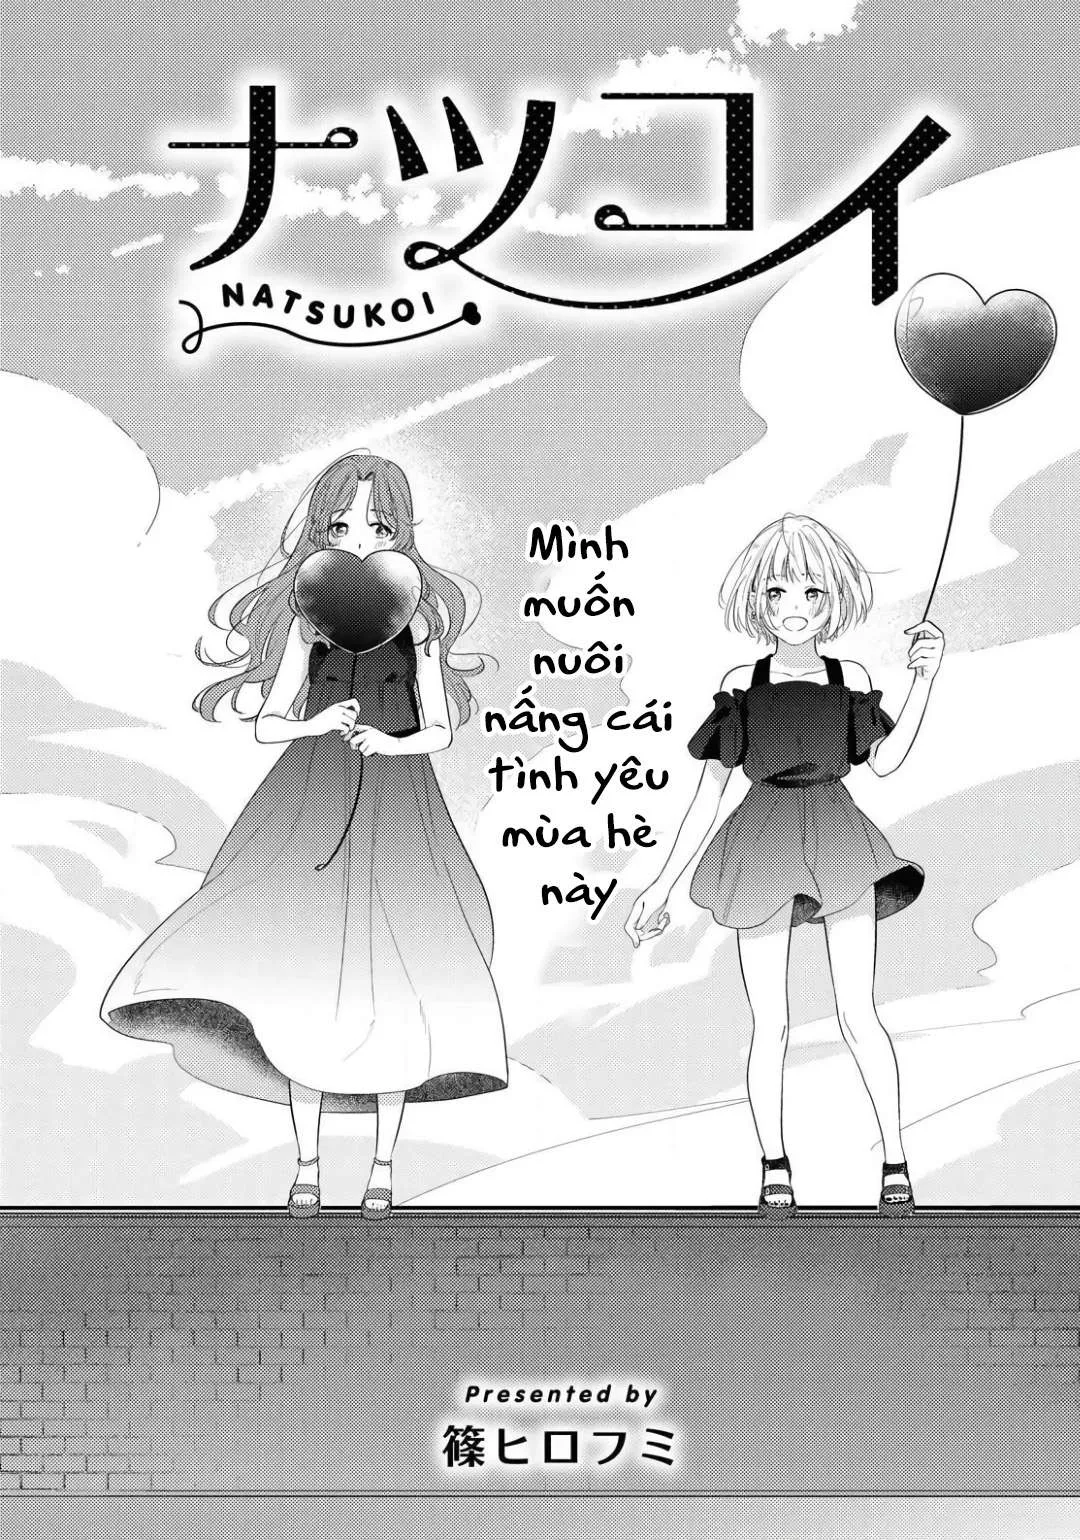 ナツコイ
NATSUKOI
Mình
muốn
nuôi
nấng cái
tình yêu
mùa hè
này
Presented by
篠ヒロフミ